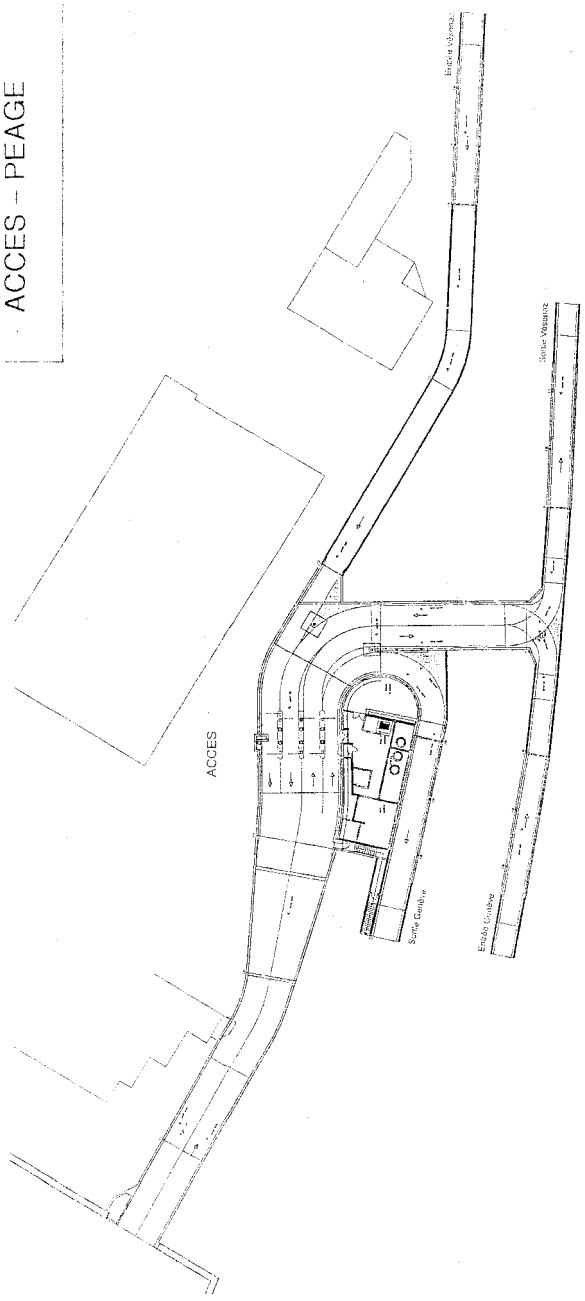 ACCES - PEAGE
Entrée Vésenaz
Sortie Vésenaz
ACCES
Sortie Genève
Entrée Genève